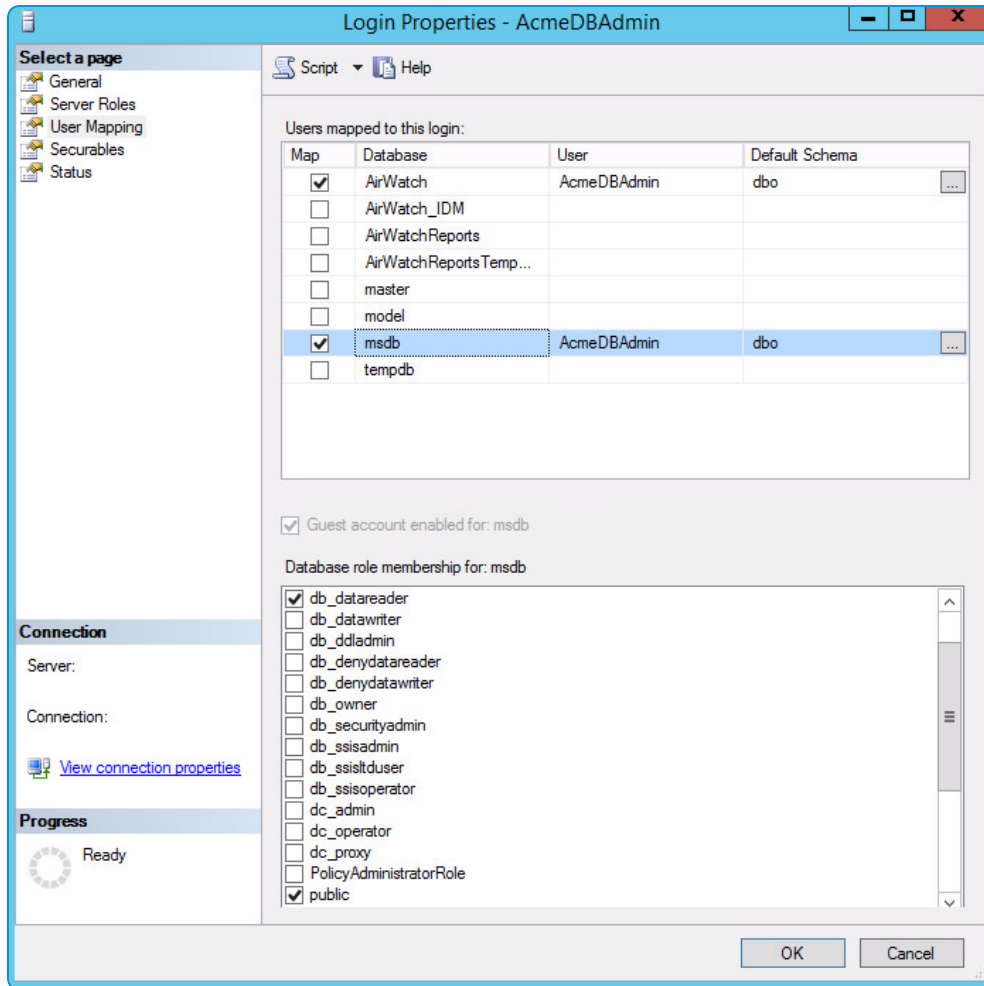 Login Properties - AcmeDBAdmin
Select a page
General
Server Roles
User Mapping
Securables
Status
Script Help
Users mapped to this login:
Map Database User Default Schema
AirWatch AcmeDBAdmin dbo ...
AirWatch_IDM
AirWatchReports
AirWatchReportsTemp...
master
model
msdb AcmeDBAdmin dbo ...
tempdb
Guest account enabled for: msdb
Database role membership for: msdb
db_datareader
db_datawriter
db_ddladmin
db_denydatareader
db_denydatawriter
db_owner
db_securityadmin
db_ssisadmin
db_ssisltduser
db_ssisoperator
dc_admin
dc_operator
dc_proxy
PolicyAdministratorRole
public
Connection
Server:
Connection:
View connection properties
Progress
Ready
OK Cancel